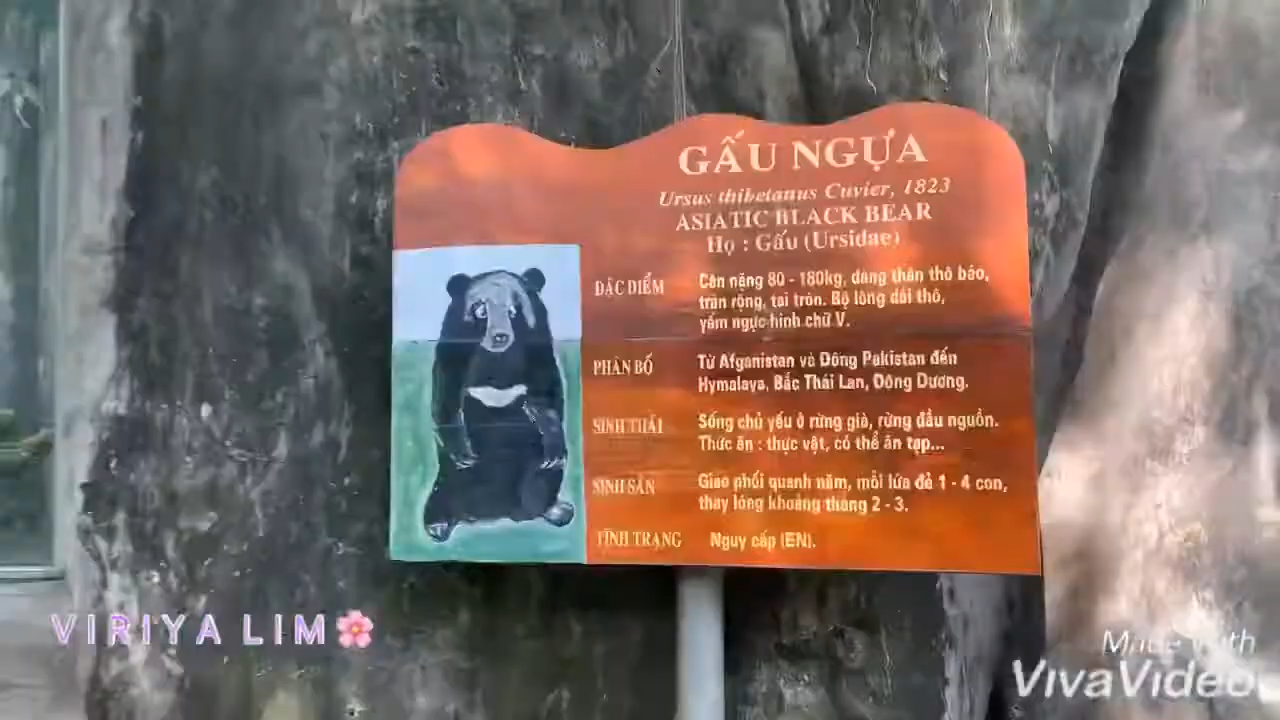 GẤU NGỰA
Ursus thibetanus Cuvier, 1823
ASIATIC BLACK BEAR
Họ : Gấu (Ursidae)
ĐẶC ĐIỂM
Cân nặng 80 - 180kg, dáng thân thô béo,
trán rộng, tai tròn. Bộ lông dài thô,
yếm ngực hình chữ V.
PHÂN BỐ
Từ Afganistan và Đông Pakistan đến
Hymalaya, Bắc Thái Lan, Đông Dương.
SINH THÁI
Sống chủ yếu ở rừng già, rừng đầu nguồn.
Thức ăn : thực vật, có thể ăn tạp...
SINH SẢN
Giao phối quanh năm, mỗi lứa đẻ 1 - 4 con,
thay lông khoảng tháng 2 - 3.
TÌNH TRẠNG
Nguy cấp (EN).
VIRIYA LIM🌸
Made with
VivaVideo